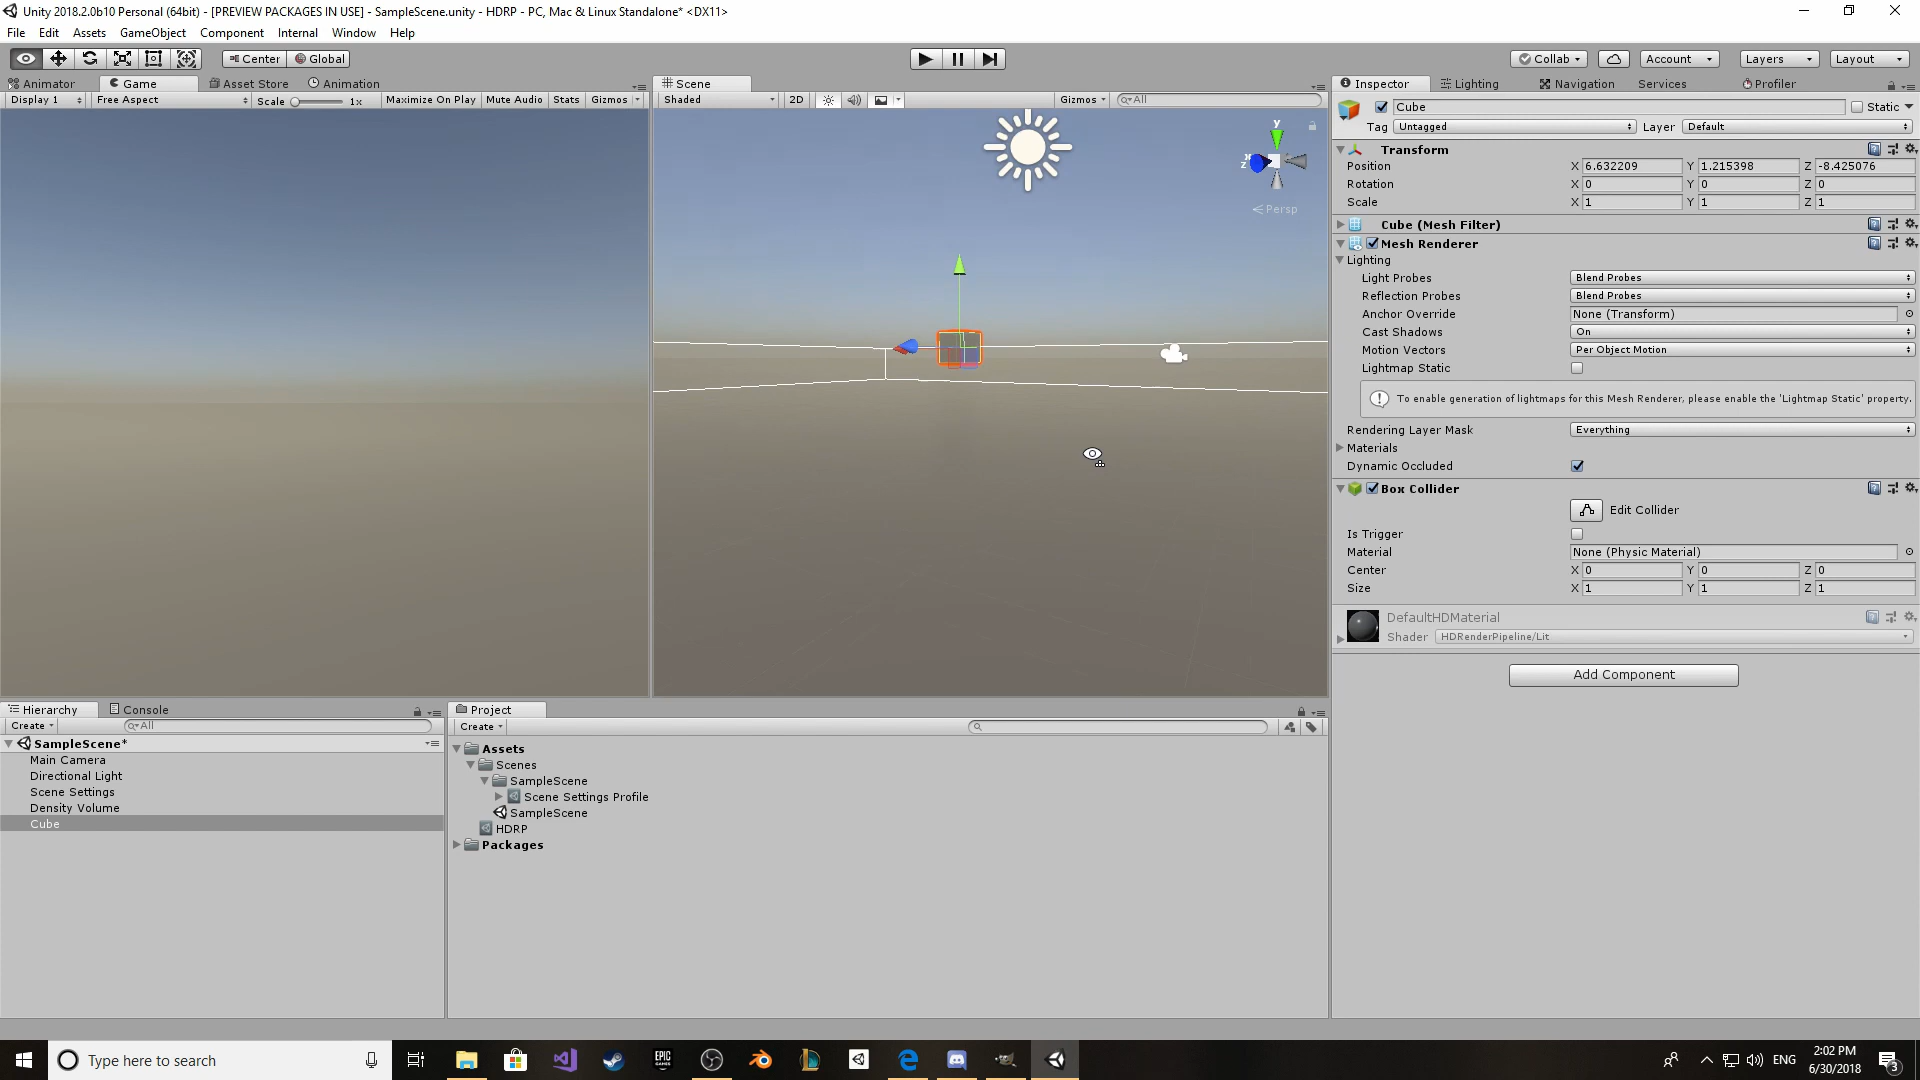 Unity 2018.2.0b10 Personal (64bit) - [PREVIEW PACKAGES IN USE] - SampleScene.unity - HDRP - PC, Mac & Linux Standalone* <DX11>
File Edit Assets GameObject Component Internal Window Help
Center Global Collab Account Layers Layout
Animator Game Asset Store Animation Scene Inspector Lighting Navigation Services Profiler
Display 1 Free Aspect Scale 1x Maximize On Play Mute Audio Stats Gizmos Shaded 2D Gizmos All
Cube Static
Tag Untagged Layer Default
y
x
z
Persp
Transform
Position X 6.632209 Y 1.215398 Z -8.425076
Rotation X 0 Y 0 Z 0
Scale X 1 Y 1 Z 1
Cube (Mesh Filter)
Mesh Renderer
Lighting
Light Probes Blend Probes
Reflection Probes Blend Probes
Anchor Override None (Transform)
Cast Shadows On
Motion Vectors Per Object Motion
Lightmap Static
To enable generation of lightmaps for this Mesh Renderer, please enable the 'Lightmap Static' property.
Rendering Layer Mask Everything
Materials
Dynamic Occluded
Box Collider
Edit Collider
Is Trigger
Material None (Physic Material)
Center X 0 Y 0 Z 0
Size X 1 Y 1 Z 1
DefaultHDMaterial
Shader HDRenderPipeline/Lit
Add Component
Hierarchy Console
Create All
SampleScene*
Main Camera
Directional Light
Scene Settings
Density Volume
Cube
Project
Create
Assets
Scenes
SampleScene
Scene Settings Profile
SampleScene
HDRP
Packages
Type here to search
EPIC GAMES
ENG
2:02 PM
6/30/2018
3